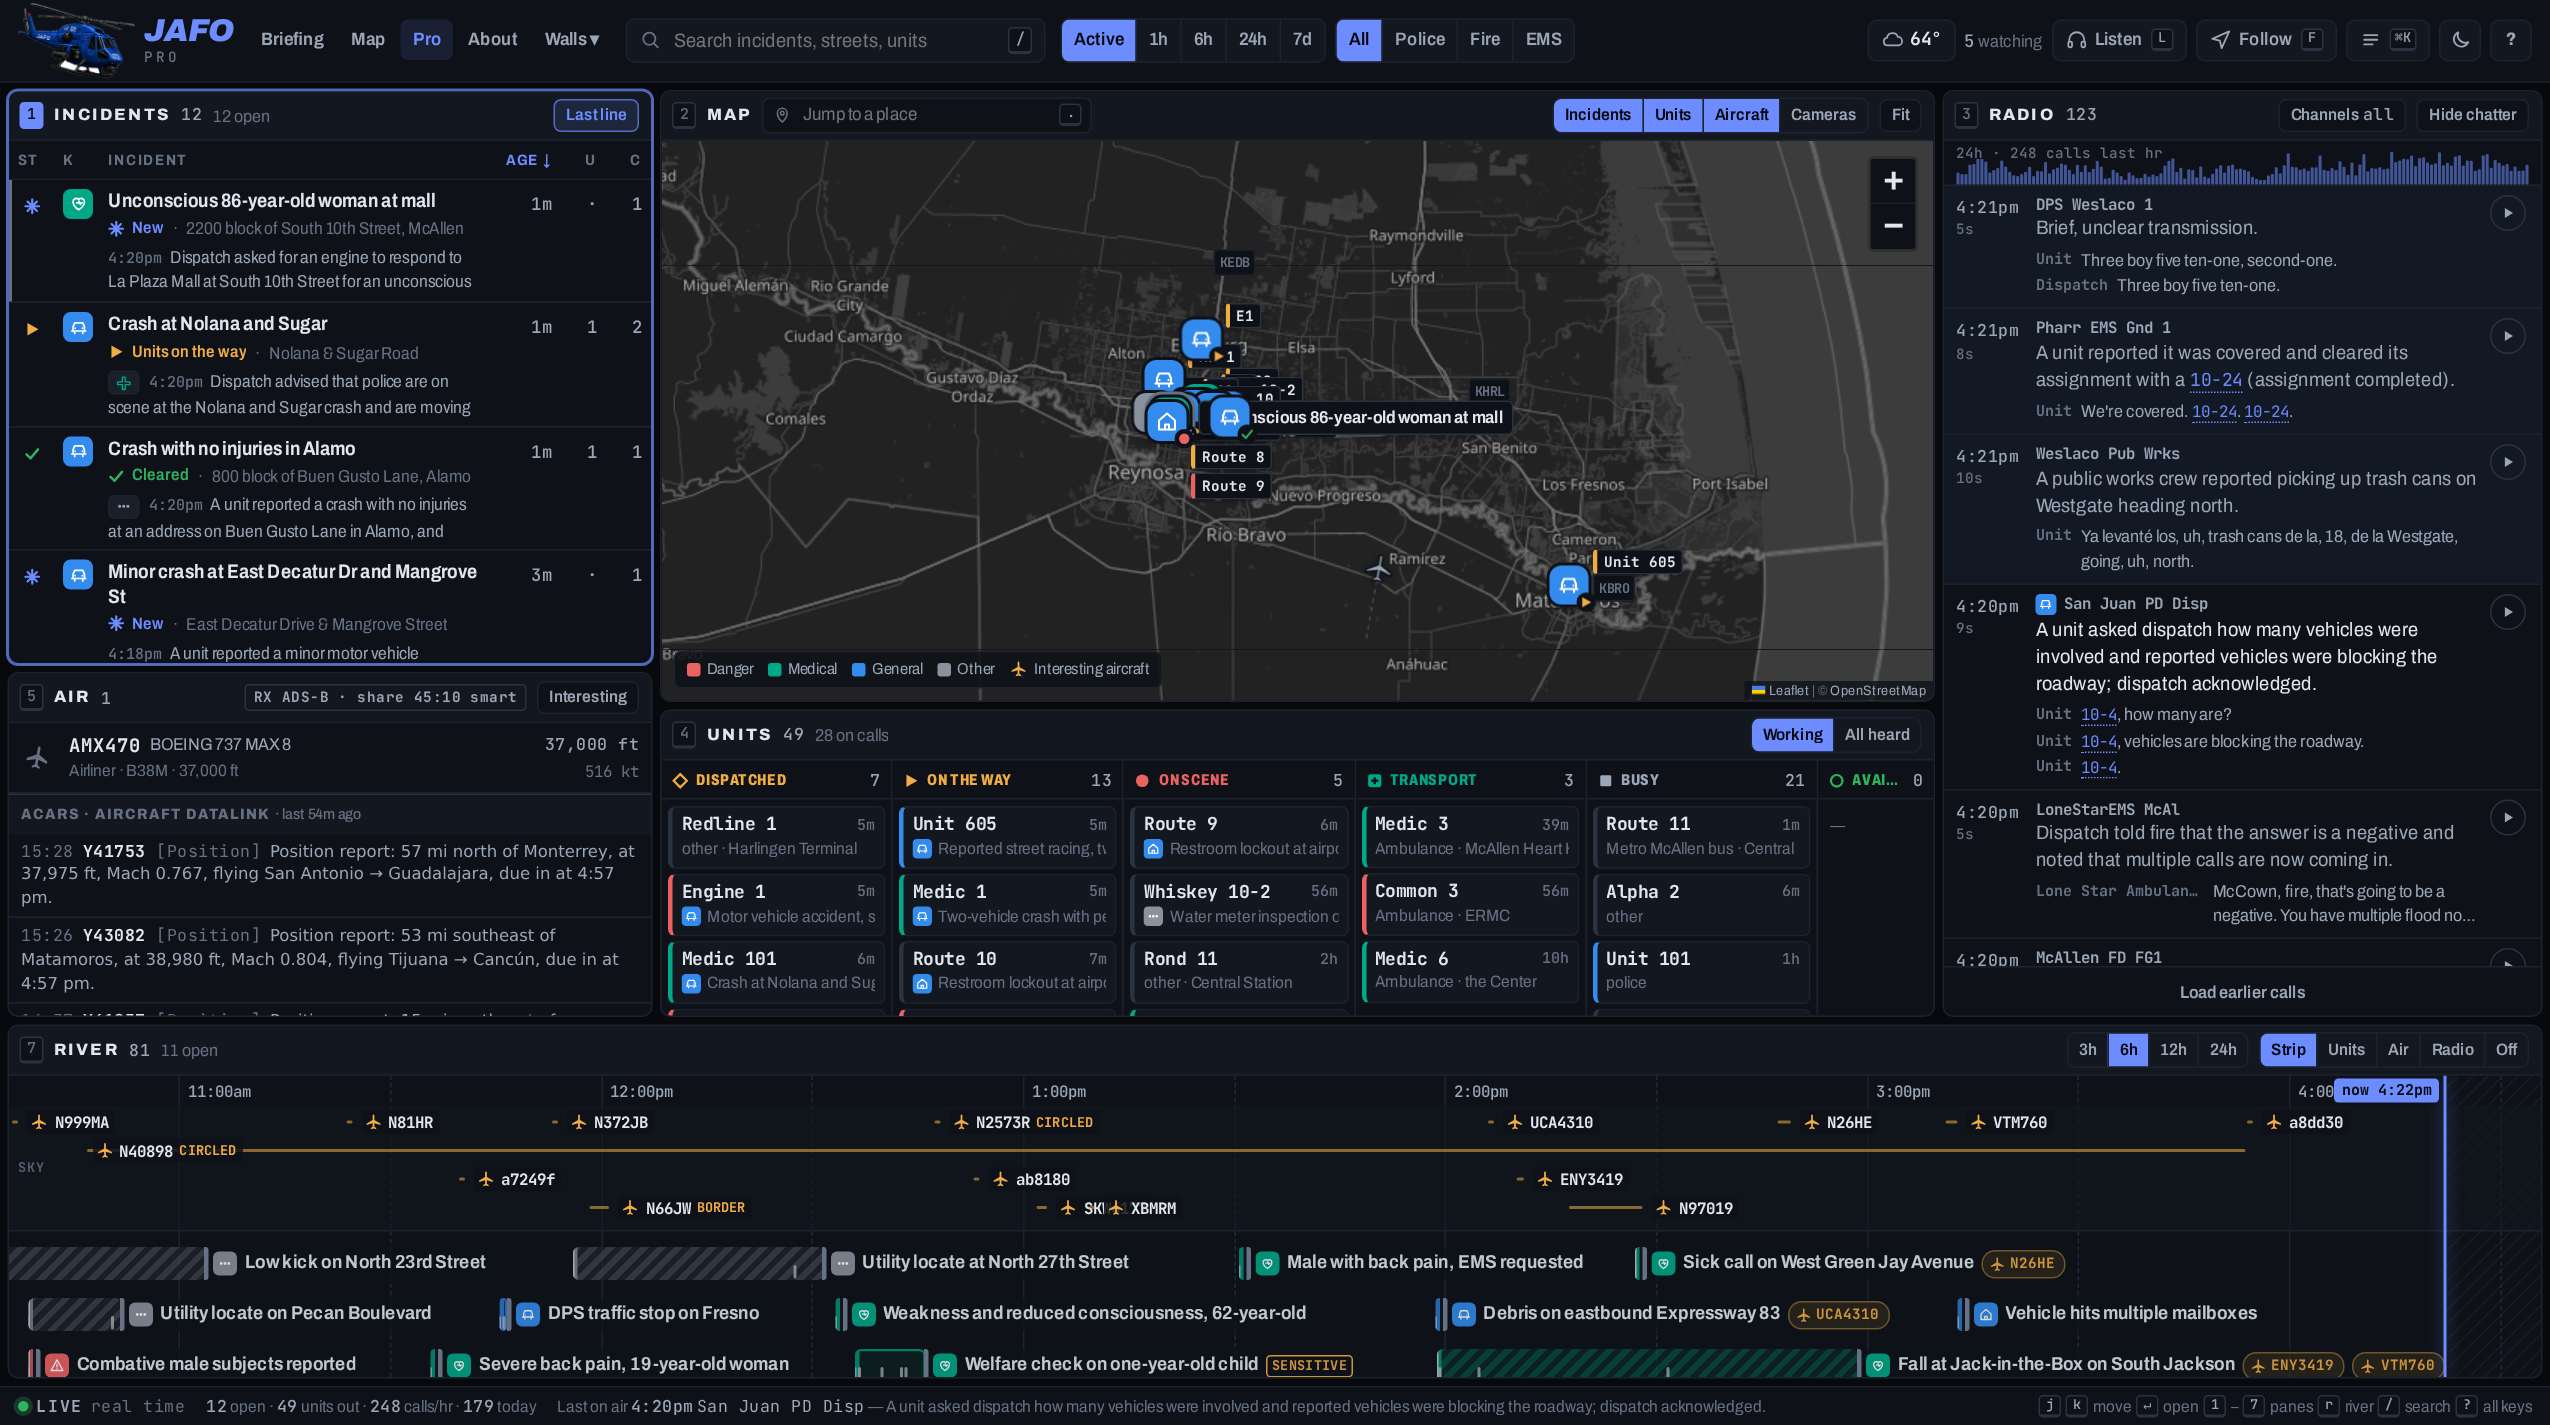 JAFO
PRO
Briefing Map Pro About Walls▾
Search incidents, streets, units /
Active 1h 6h 24h 7d
All Police Fire EMS
64°
5 watching
Listen L
Follow F
⌘K
?
1 INCIDENTS 12 12 open Last line
ST K INCIDENT AGE ↓ U C
Unconscious 86-year-old woman at mall 1m · 1
New · 2200 block of South 10th Street, McAllen
4:20pm Dispatch asked for an engine to respond to
La Plaza Mall at South 10th Street for an unconscious
Crash at Nolana and Sugar 1m 1 2
Units on the way · Nolana & Sugar Road
4:20pm Dispatch advised that police are on
scene at the Nolana and Sugar crash and are moving
Crash with no injuries in Alamo 1m 1 1
Cleared · 800 block of Buen Gusto Lane, Alamo
4:20pm A unit reported a crash with no injuries
at an address on Buen Gusto Lane in Alamo, and
Minor crash at East Decatur Dr and Mangrove 3m · 1
St
New · East Decatur Drive & Mangrove Street
4:18pm A unit reported a minor motor vehicle
5 AIR 1 RX ADS-B · share 45:10 smart Interesting
AMX470 BOEING 737 MAX 8 37,000 ft
Airliner · B38M · 37,000 ft 516 kt
ACARS · AIRCRAFT DATALINK · last 54m ago
15:28 Y41753 [Position] Position report: 57 mi north of Monterrey, at
37,975 ft, Mach 0.767, flying San Antonio → Guadalajara, due in at 4:57
pm.
15:26 Y43082 [Position] Position report: 53 mi southeast of
Matamoros, at 38,980 ft, Mach 0.804, flying Tijuana → Cancún, due in at
4:57 pm.
2 MAP Jump to a place .
Incidents Units Aircraft Cameras Fit
+
−
Raymondville
KEDB
Lyford
Miguel Alemán
Rio Grande
City
Ciudad Camargo
E1
Alton
Elsa
Gustavo Díaz
Ordaz
KHRL
Comales
nscious 86-year-old woman at mall
San Benito
Route 8
Reynosa
Route 9
Nuevo Progreso
Los Fresnos
Port Isabel
Río Bravo
Cameron
Ramírez
Unit 605
KBRO
Anáhuac
Danger Medical General Other Interesting aircraft
Leaflet | © OpenStreetMap
4 UNITS 49 28 on calls Working All heard
DISPATCHED 7
Redline 1 5m
other · Harlingen Terminal
Engine 1 5m
Motor vehicle accident, s
Medic 101 6m
Crash at Nolana and Sug
ON THE WAY 13
Unit 605 5m
Reported street racing, tv
Medic 1 5m
Two-vehicle crash with pe
Route 10 7m
Restroom lockout at airpo
ON SCENE 5
Route 9 6m
Restroom lockout at airpo
Whiskey 10-2 56m
Water meter inspection o
Rond 11 2h
other · Central Station
TRANSPORT 3
Medic 3 39m
Ambulance · McAllen Heart H
Common 3 56m
Ambulance · ERMC
Medic 6 10h
Ambulance · the Center
BUSY 21
Route 11 1m
Metro McAllen bus · Central
Alpha 2 6m
other
Unit 101 1h
police
AVAI... 0
—
3 RADIO 123 Channels all Hide chatter
24h · 248 calls last hr
4:21pm DPS Weslaco 1
5s Brief, unclear transmission.
Unit Three boy five ten-one, second-one.
Dispatch Three boy five ten-one.
4:21pm Pharr EMS Gnd 1
8s A unit reported it was covered and cleared its
assignment with a 10-24 (assignment completed).
Unit We're covered. 10-24. 10-24.
4:21pm Weslaco Pub Wrks
10s A public works crew reported picking up trash cans on
Westgate heading north.
Unit Ya levanté los, uh, trash cans de la, 18, de la Westgate,
going, uh, north.
4:20pm San Juan PD Disp
9s A unit asked dispatch how many vehicles were
involved and reported vehicles were blocking the
roadway; dispatch acknowledged.
Unit 10-4, how many are?
Unit 10-4, vehicles are blocking the roadway.
Unit 10-4.
4:20pm LoneStarEMS McAl
5s Dispatch told fire that the answer is a negative and
noted that multiple calls are now coming in.
Lone Star Ambulan… McCown, fire, that's going to be a
negative. You have multiple flood no…
4:20pm McAllen FD FG1
Load earlier calls
7 RIVER 81 11 open
3h 6h 12h 24h
Strip Units Air Radio Off
11:00am 12:00pm 1:00pm 2:00pm 3:00pm 4:00 now 4:22pm
N999MA N81HR N372JB N2573R CIRCLED UCA4310 N26HE VTM760 a8dd30
N40898 CIRCLED
SKY
a7249f ab8180 ENY3419
N66JW BORDER XBMRM N97019
Low kick on North 23rd Street
Utility locate at North 27th Street
Male with back pain, EMS requested
Sick call on West Green Jay Avenue N26HE
Utility locate on Pecan Boulevard
DPS traffic stop on Fresno
Weakness and reduced consciousness, 62-year-old
Debris on eastbound Expressway 83 UCA4310
Vehicle hits multiple mailboxes
Combative male subjects reported
Severe back pain, 19-year-old woman
Welfare check on one-year-old child SENSITIVE
Fall at Jack-in-the-Box on South Jackson ENY3419 VTM760
LIVE real time 12 open · 49 units out · 248 calls/hr · 179 today Last on air 4:20pm San Juan PD Disp — A unit asked dispatch how many vehicles were involved and reported vehicles were blocking the roadway; dispatch acknowledged.
j k move ↵ open 1 – 7 panes r river / search ? all keys